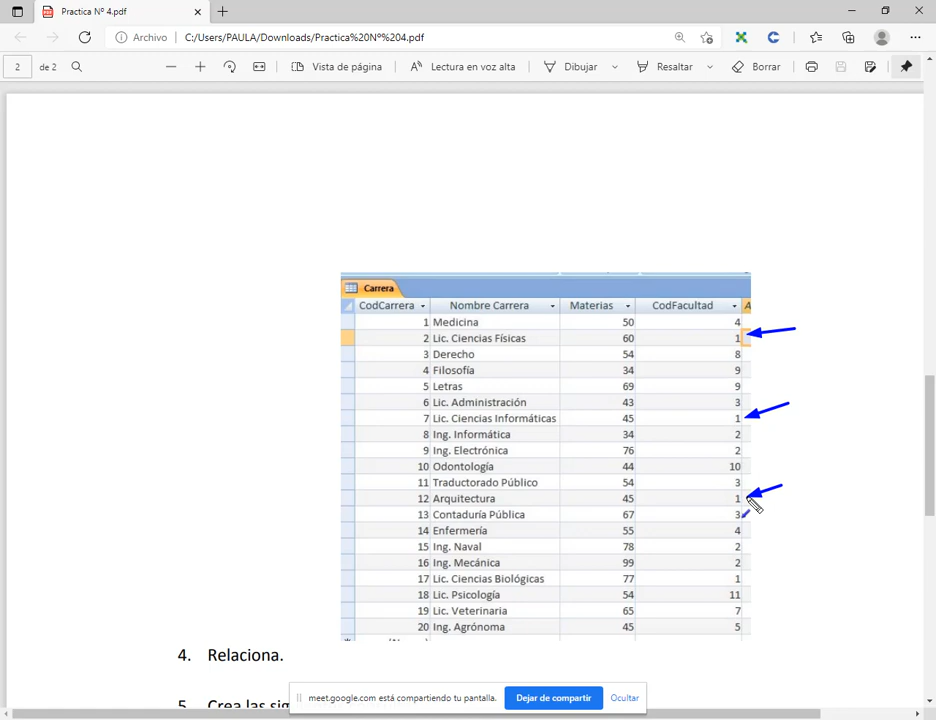 Practica Nº 4.pdf
Archivo C:/Users/PAULA/Downloads/Practica%20Nº%204.pdf
2 de 2 Vista de página Lectura en voz alta Dibujar Resaltar Borrar
Carrera
CodCarrera Nombre Carrera Materias CodFacultad A
1 Medicina 50 4
2 Lic. Ciencias Físicas 60 1
3 Derecho 54 8
4 Filosofía 34 9
5 Letras 69 9
6 Lic. Administración 43 3
7 Lic. Ciencias Informáticas 45 1
8 Ing. Informática 34 2
9 Ing. Electrónica 76 2
10 Odontología 44 10
11 Traductorado Público 54 3
12 Arquitectura 45 1
13 Contaduría Pública 67 3
14 Enfermería 55 4
15 Ing. Naval 78 2
16 Ing. Mecánica 99 2
17 Lic. Ciencias Biológicas 77 1
18 Lic. Psicología 54 11
19 Lic. Veterinaria 65 7
20 Ing. Agrónoma 45 5
4. Relaciona.
5. Crea las sig
meet.google.com está compartiendo tu pantalla. Dejar de compartir Ocultar